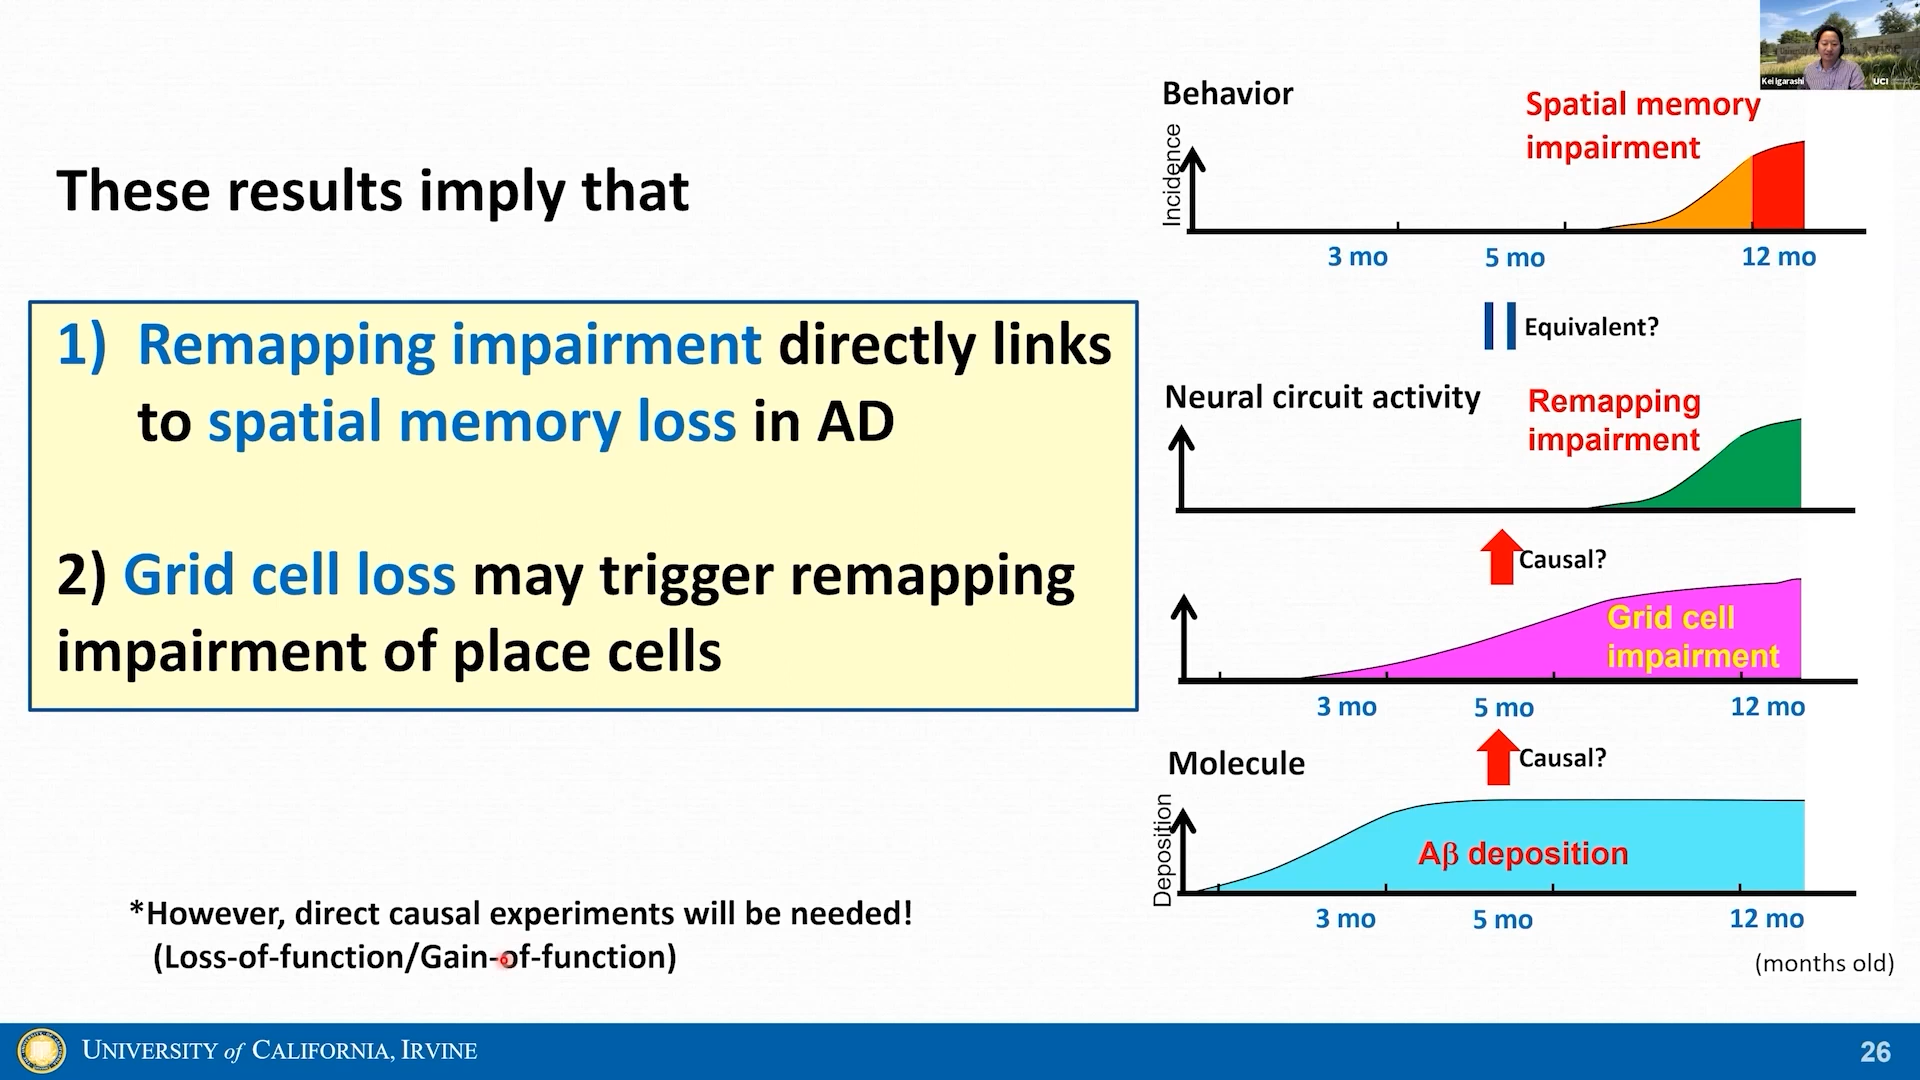 These results imply that
1) Remapping impairment directly links
to spatial memory loss in AD
2) Grid cell loss may trigger remapping
impairment of place cells
*However, direct causal experiments will be needed!
(Loss-of-function/Gain-of-function)
Behavior
Incidence
Spatial memory
impairment
3 mo 5 mo 12 mo
Equivalent?
Neural circuit activity
Remapping
impairment
Causal?
Grid cell
impairment
3 mo 5 mo 12 mo
Causal?
Molecule
Deposition
Aβ deposition
3 mo 5 mo 12 mo
(months old)
Kei Igarashi
UCI
UNIVERSITY of CALIFORNIA, IRVINE
26